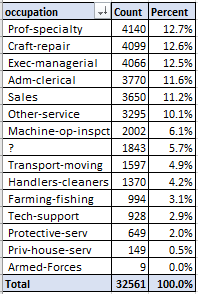 occupation Count Percent
Prof-specialty 4140 12.7%
Craft-repair 4099 12.6%
Exec-managerial 4066 12.5%
Adm-clerical 3770 11.6%
Sales 3650 11.2%
Other-service 3295 10.1%
Machine-op-inspct 2002 6.1%
? 1843 5.7%
Transport-moving 1597 4.9%
Handlers-cleaners 1370 4.2%
Farming-fishing 994 3.1%
Tech-support 928 2.9%
Protective-serv 649 2.0%
Priv-house-serv 149 0.5%
Armed-Forces 9 0.0%
Total 32561 100.0%